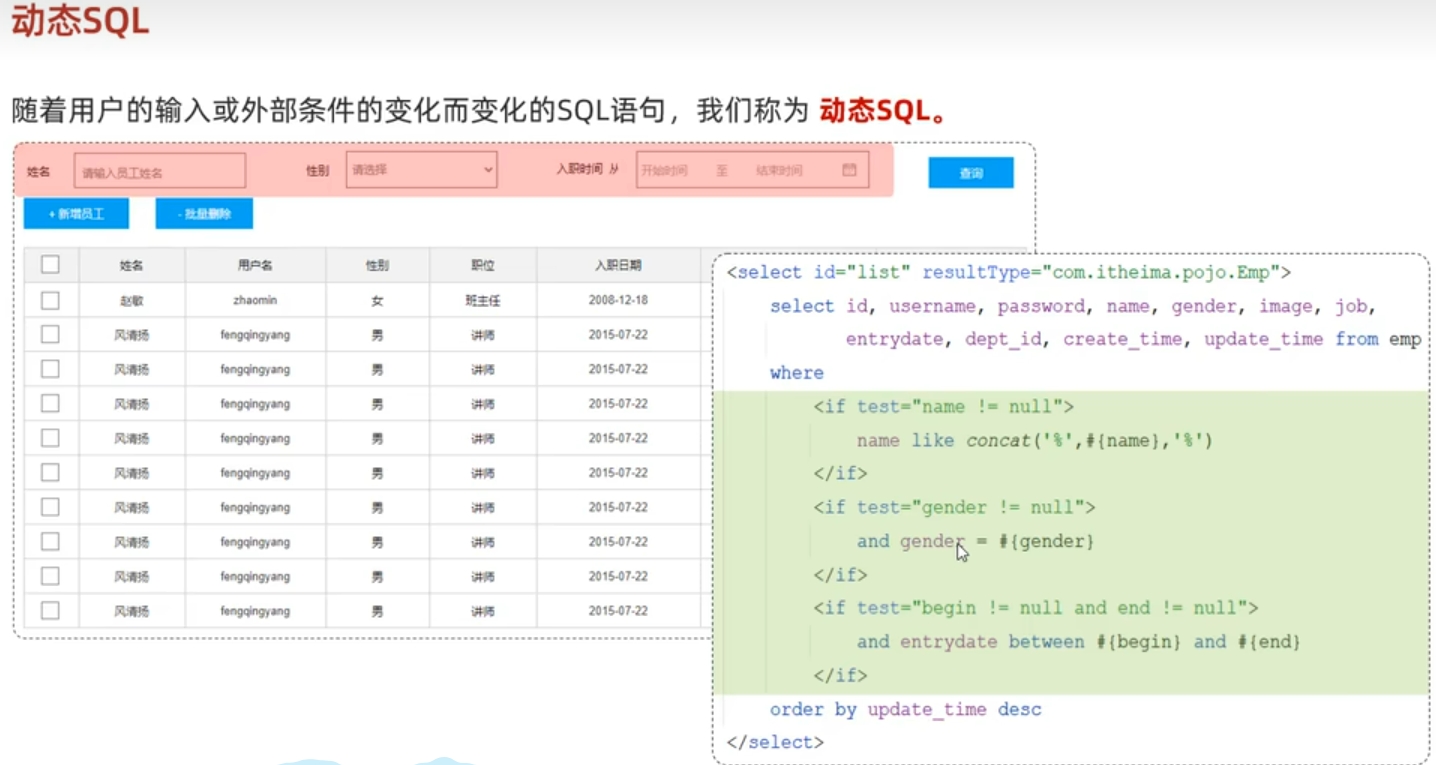 动态SQL
随着用户的输入或外部条件的变化而变化的SQL语句，我们称为 动态SQL。
姓名 请输入员工姓名 性别 请选择 入职时间 从 开始时间 至 结束时间 查询
+ 新增员工 - 批量删除
姓名 用户名 性别 职位 入职日期
赵敏 zhaomin 女 班主任 2008-12-18
风清扬 fengqingyang 男 讲师 2015-07-22
风清扬 fengqingyang 男 讲师 2015-07-22
风清扬 fengqingyang 男 讲师 2015-07-22
风清扬 fengqingyang 男 讲师 2015-07-22
风清扬 fengqingyang 男 讲师 2015-07-22
风清扬 fengqingyang 男 讲师 2015-07-22
风清扬 fengqingyang 男 讲师 2015-07-22
风清扬 fengqingyang 男 讲师 2015-07-22
风清扬 fengqingyang 男 讲师 2015-07-22
<select id="list" resultType="com.itheima.pojo.Emp">
select id, username, password, name, gender, image, job,
entrydate, dept_id, create_time, update_time from emp
where
<if test="name != null">
name like concat('%',#{name},'%')
</if>
<if test="gender != null">
and gender = #{gender}
</if>
<if test="begin != null and end != null">
and entrydate between #{begin} and #{end}
</if>
order by update_time desc
</select>